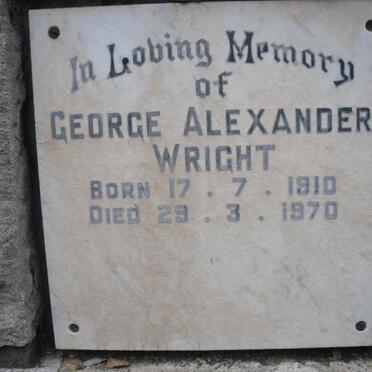 In Loving Memory
of
GEORGE ALEXANDER
WRIGHT
BORN 17 . 7 . 1910
DIED 29 . 3 . 1970